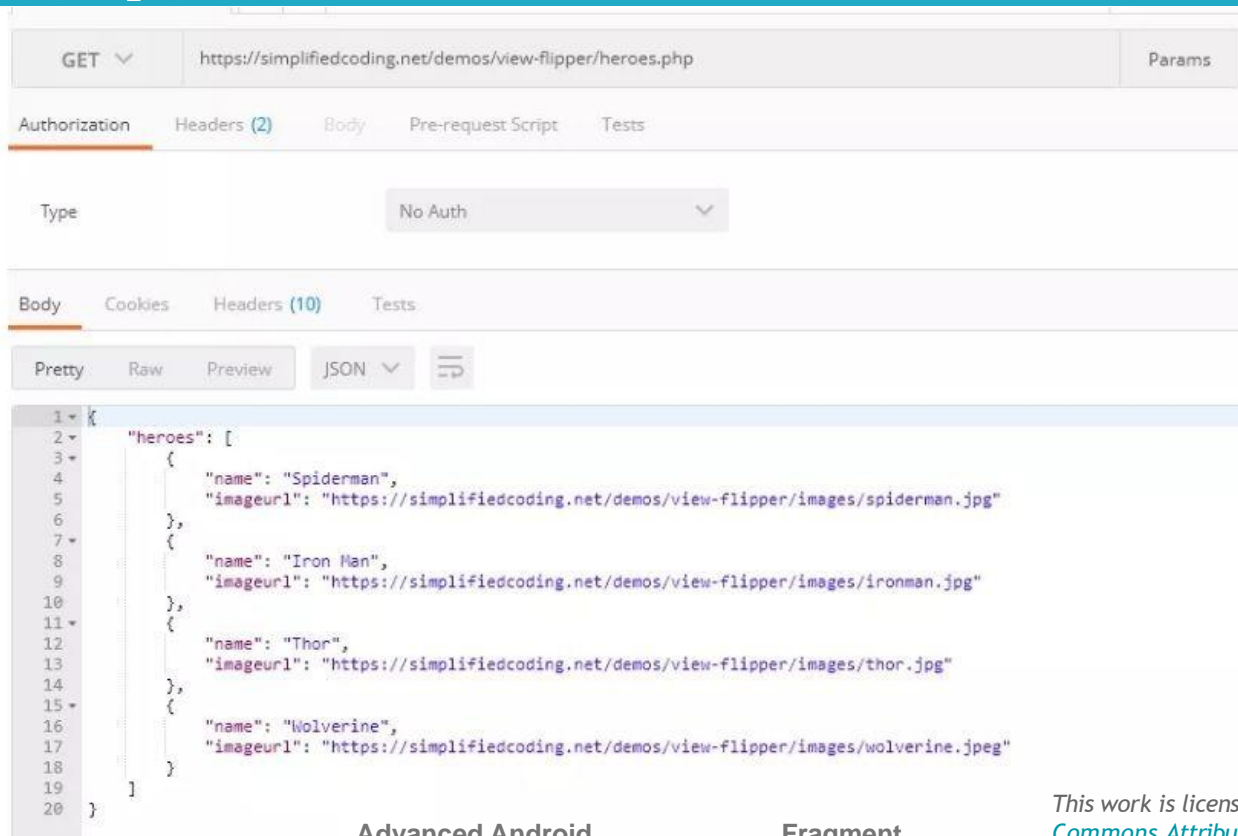 GET https://simplifiedcoding.net/demos/view-flipper/heroes.php Params
Authorization Headers (2) Body Pre-request Script Tests
Type No Auth
Body Cookies Headers (10) Tests
Pretty Raw Preview JSON
1 {
2 "heroes": [
3 {
4 "name": "Spiderman",
5 "imageurl": "https://simplifiedcoding.net/demos/view-flipper/images/spiderman.jpg"
6 },
7 {
8 "name": "Iron Man",
9 "imageurl": "https://simplifiedcoding.net/demos/view-flipper/images/ironman.jpg"
10 },
11 {
12 "name": "Thor",
13 "imageurl": "https://simplifiedcoding.net/demos/view-flipper/images/thor.jpg"
14 },
15 {
16 "name": "Wolverine",
17 "imageurl": "https://simplifiedcoding.net/demos/view-flipper/images/wolverine.jpeg"
18 }
19 ]
20 }
This work is licens
Advanced Android Fragment Commons Attribu